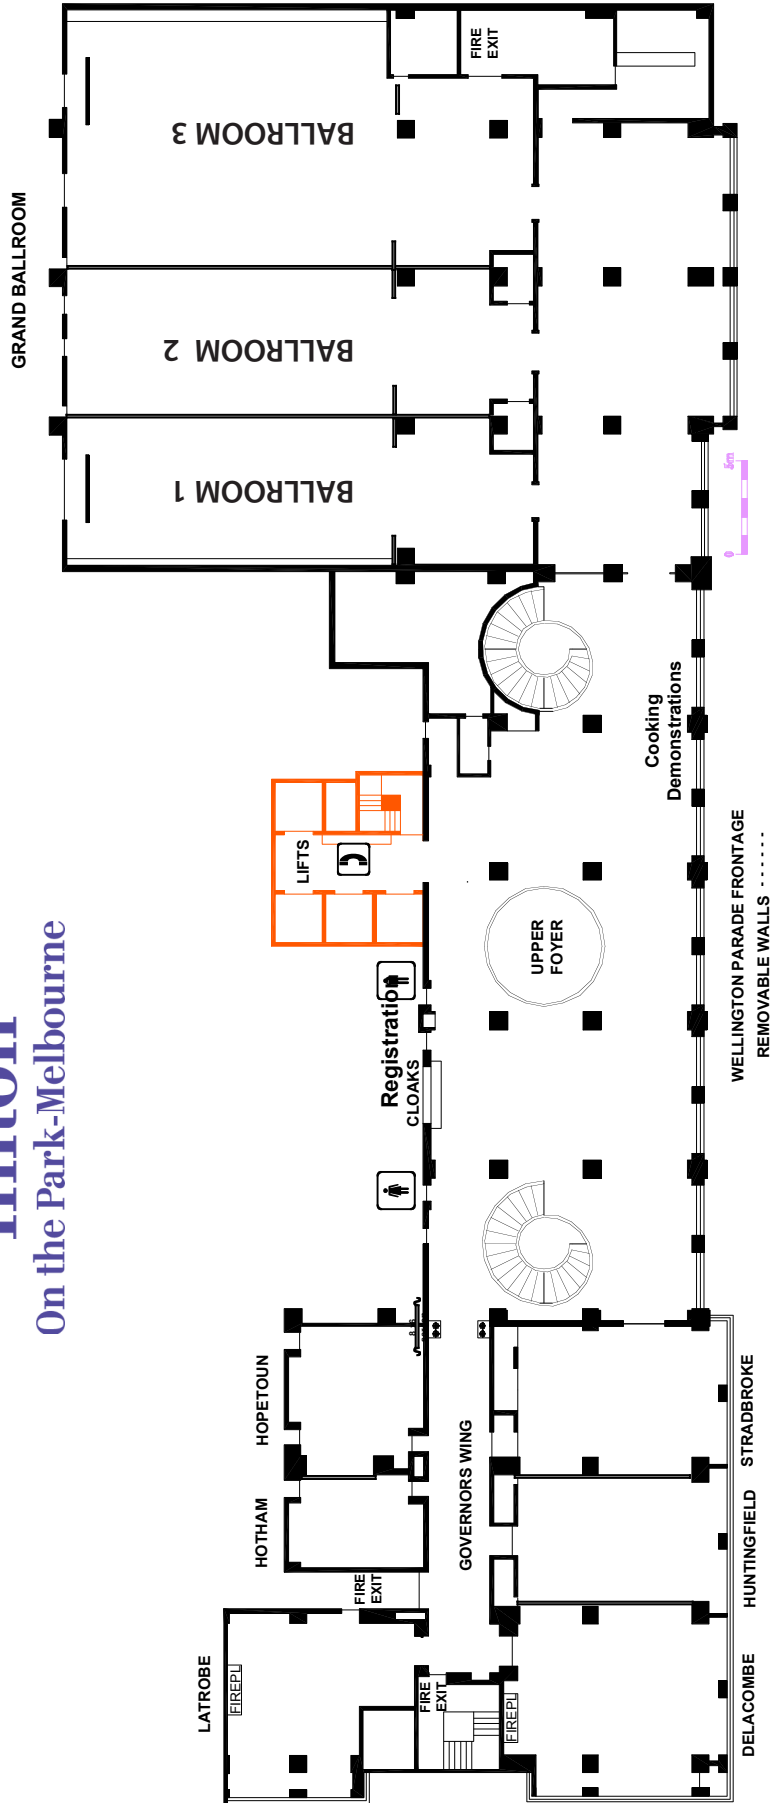 FIRE
EXIT
BALLROOM 3
GRAND BALLROOM
BALLROOM 2
BALLROOM 1
0
5m
Cooking
Demonstrations
LIFTS
UPPER
FOYER
WELLINGTON PARADE FRONTAGE
REMOVABLE WALLS ------
On the Park-Melbourne
Registration
CLOAKS
HOPETOUN
STRADBROKE
GOVERNORS WING
HOTHAM
HUNTINGFIELD
FIRE
EXIT
LATROBE
FIREPL
FIRE
EXIT
FIREPL
DELACOMBE